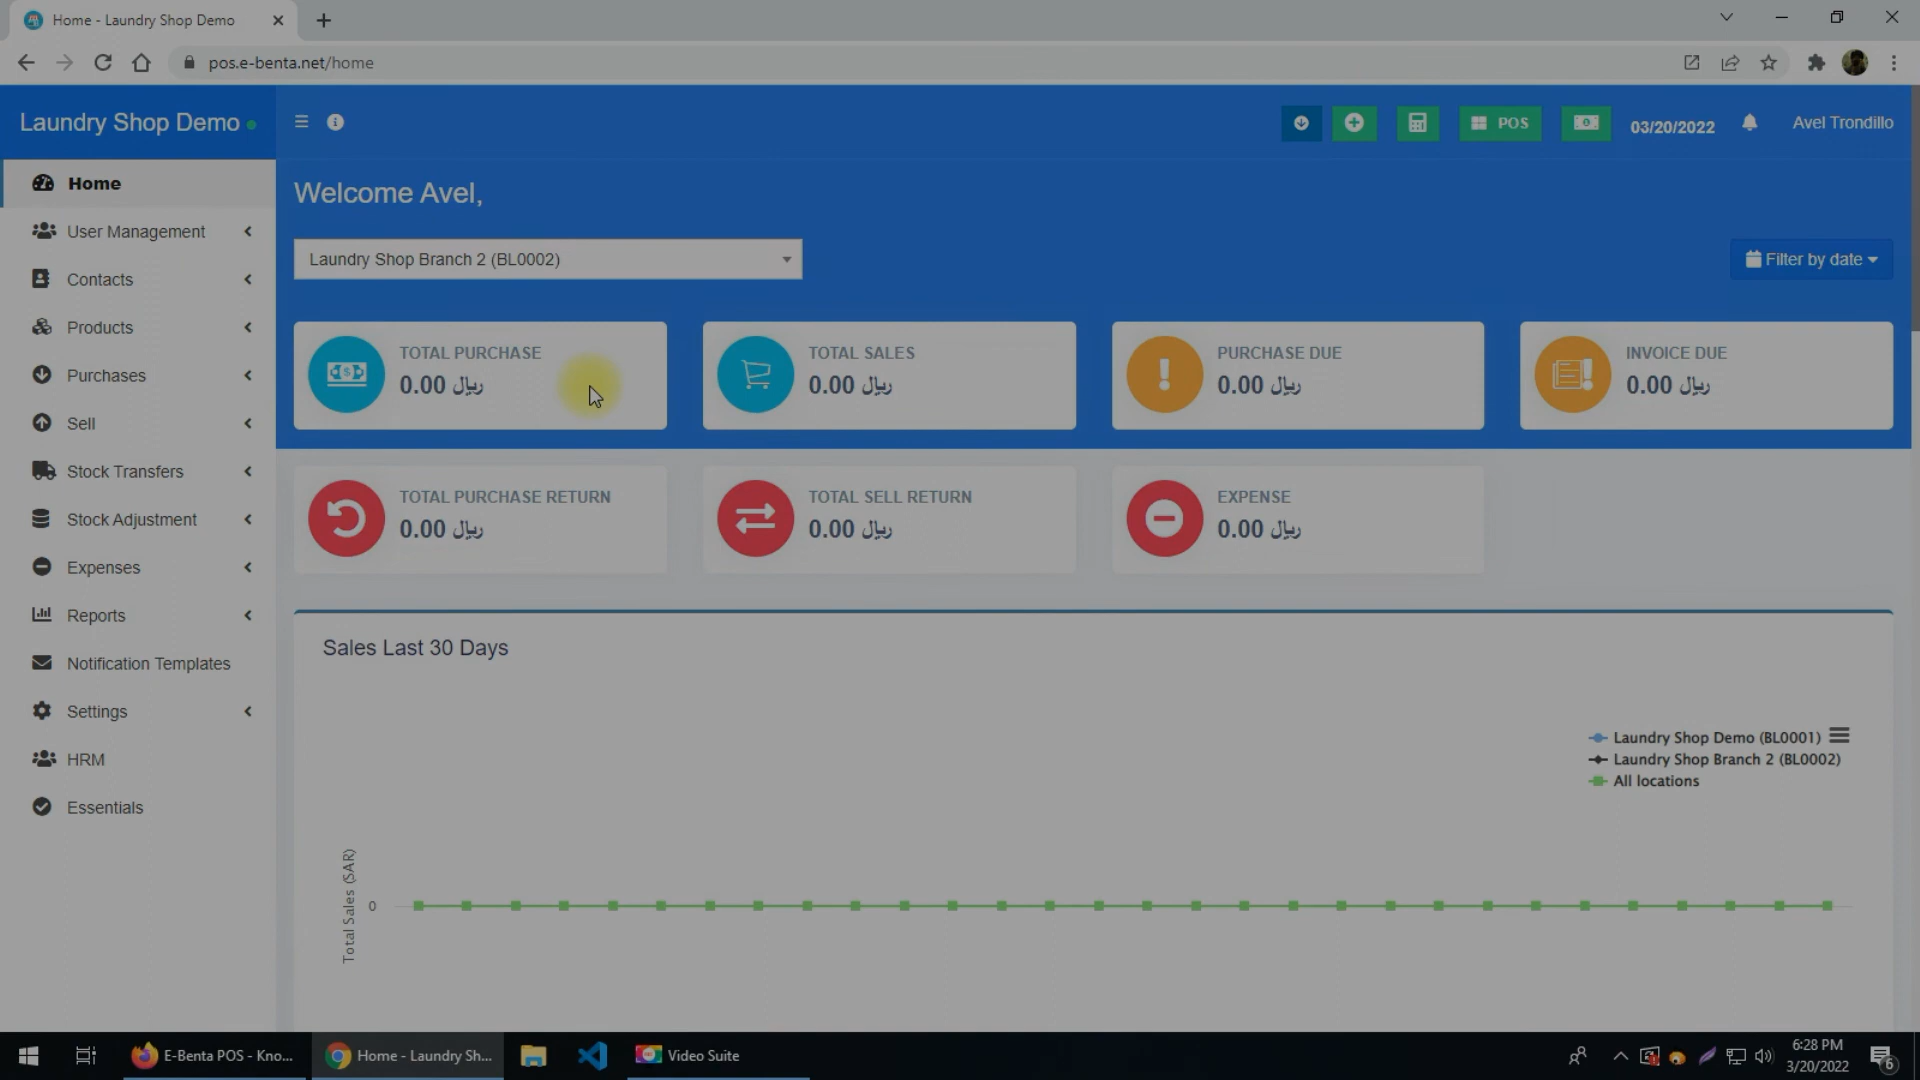 Home - Laundry Shop Demo
pos.e-benta.net/home
Laundry Shop Demo
POS
03/20/2022
Avel Trondillo
Home
User Management
Contacts
Products
Purchases
Sell
Stock Transfers
Stock Adjustment
Expenses
Reports
Notification Templates
Settings
HRM
Essentials
Welcome Avel,
Laundry Shop Branch 2 (BL0002)
Filter by date
TOTAL PURCHASE
0.00 ريال
TOTAL SALES
0.00 ريال
PURCHASE DUE
0.00 ريال
INVOICE DUE
0.00 ريال
TOTAL PURCHASE RETURN
0.00 ريال
TOTAL SELL RETURN
0.00 ريال
EXPENSE
0.00 ريال
Sales Last 30 Days
Laundry Shop Demo (BL0001)
Laundry Shop Branch 2 (BL0002)
All locations
Total Sales (SAR)
0
E-Benta POS - Kno...
Home - Laundry Sh...
Video Suite
6:28 PM
3/20/2022
6